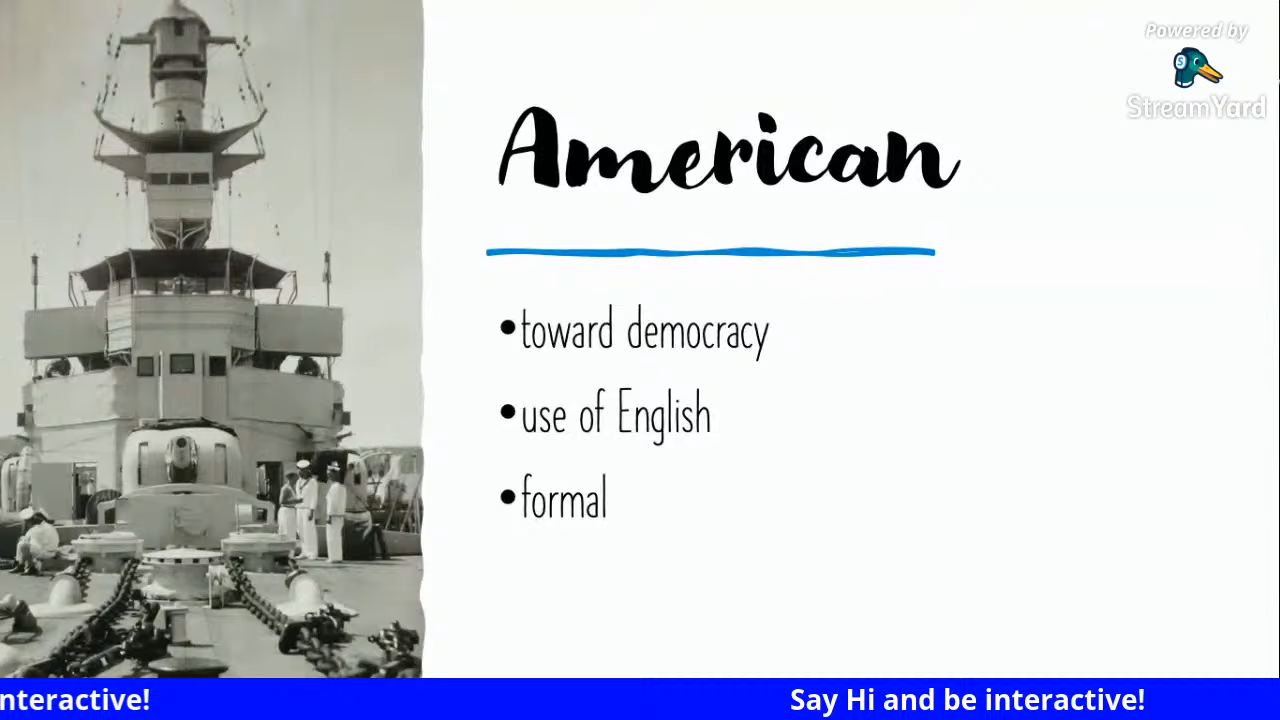 Powered by
StreamYard
American
•toward democracy
•use of English
•formal
nteractive!
Say Hi and be interactive!